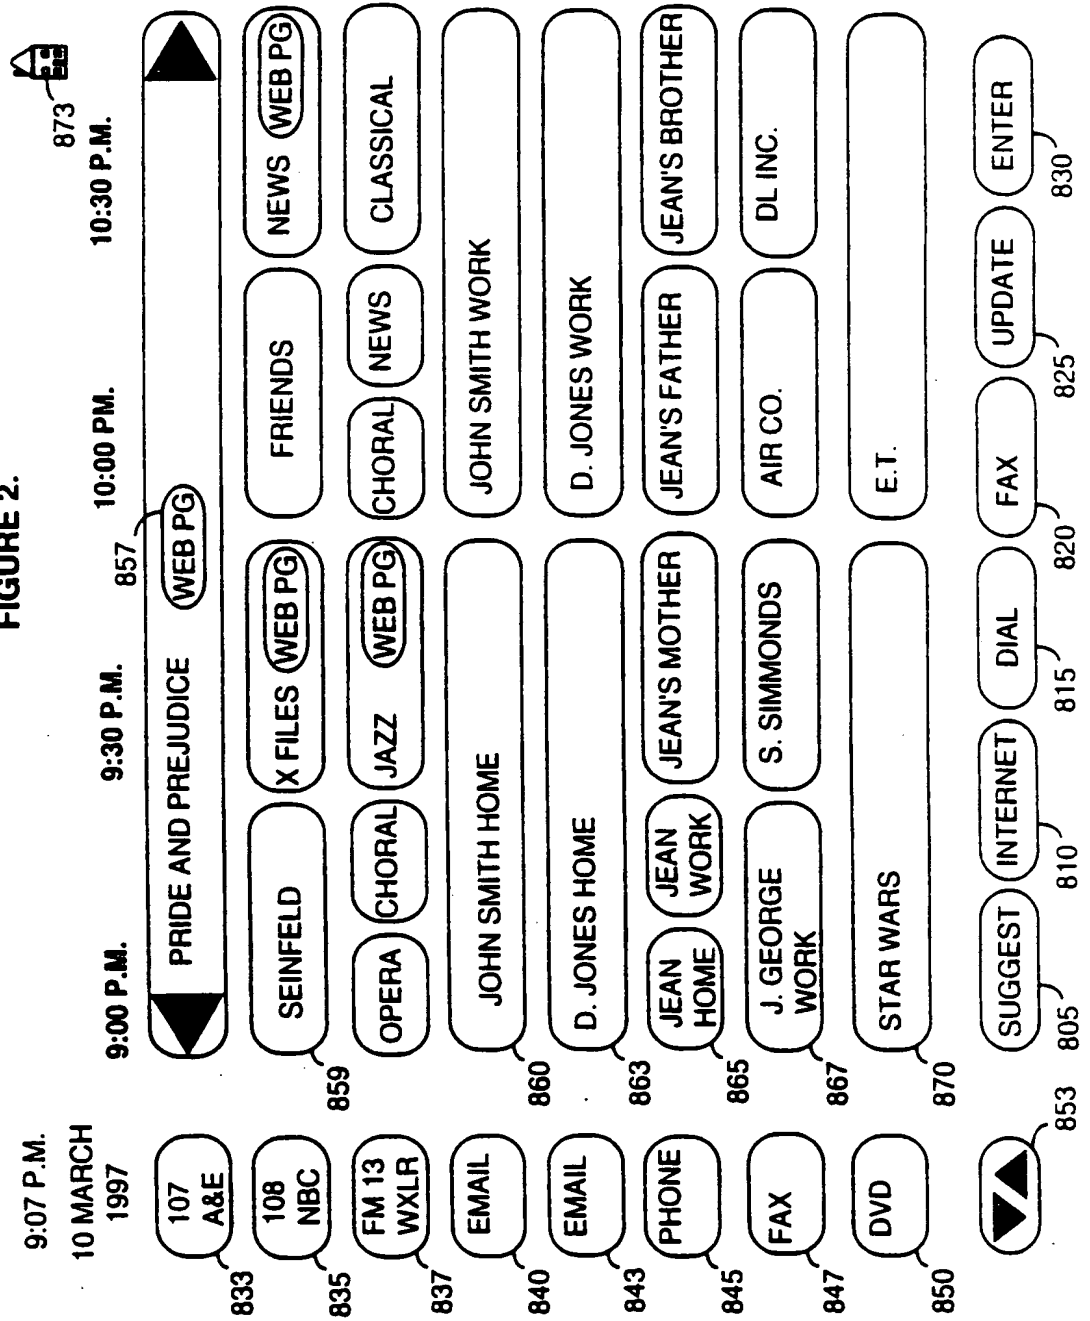 FIGURE 2.
9:07 P.M.
10 MARCH
1997
9:00 P.M.
9:30 P.M.
10:00 PM.
10:30 P.M.
873
107
A&E
833
PRIDE AND PREJUDICE
WEB PG
857
108
NBC
835
SEINFELD
859
X FILES
WEB PG
FRIENDS
NEWS
WEB PG
FM 13
WXLR
837
OPERA
CHORAL
JAZZ
WEB PG
CHORAL
NEWS
CLASSICAL
EMAIL
840
JOHN SMITH HOME
860
JOHN SMITH WORK
EMAIL
843
D. JONES HOME
863
D. JONES WORK
PHONE
845
JEAN
HOME
865
JEAN
WORK
JEAN'S MOTHER
JEAN'S FATHER
JEAN'S BROTHER
FAX
847
J. GEORGE
WORK
867
S. SIMMONDS
AIR CO.
DL INC.
DVD
850
STAR WARS
870
E.T.
853
SUGGEST
805
INTERNET
810
DIAL
815
FAX
820
UPDATE
825
ENTER
830